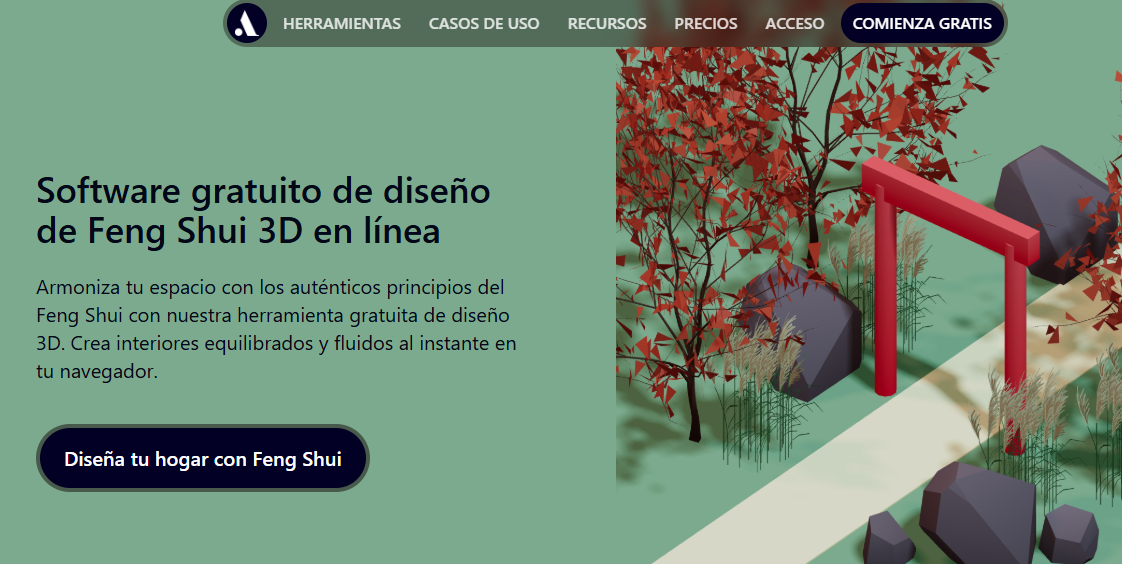 HERRAMIENTAS CASOS DE USO RECURSOS PRECIOS ACCESO COMIENZA GRATIS
Software gratuito de diseño
de Feng Shui 3D en línea
Armoniza tu espacio con los auténticos principios del
Feng Shui con nuestra herramienta gratuita de diseño
3D. Crea interiores equilibrados y fluidos al instante en
tu navegador.
Diseña tu hogar con Feng Shui